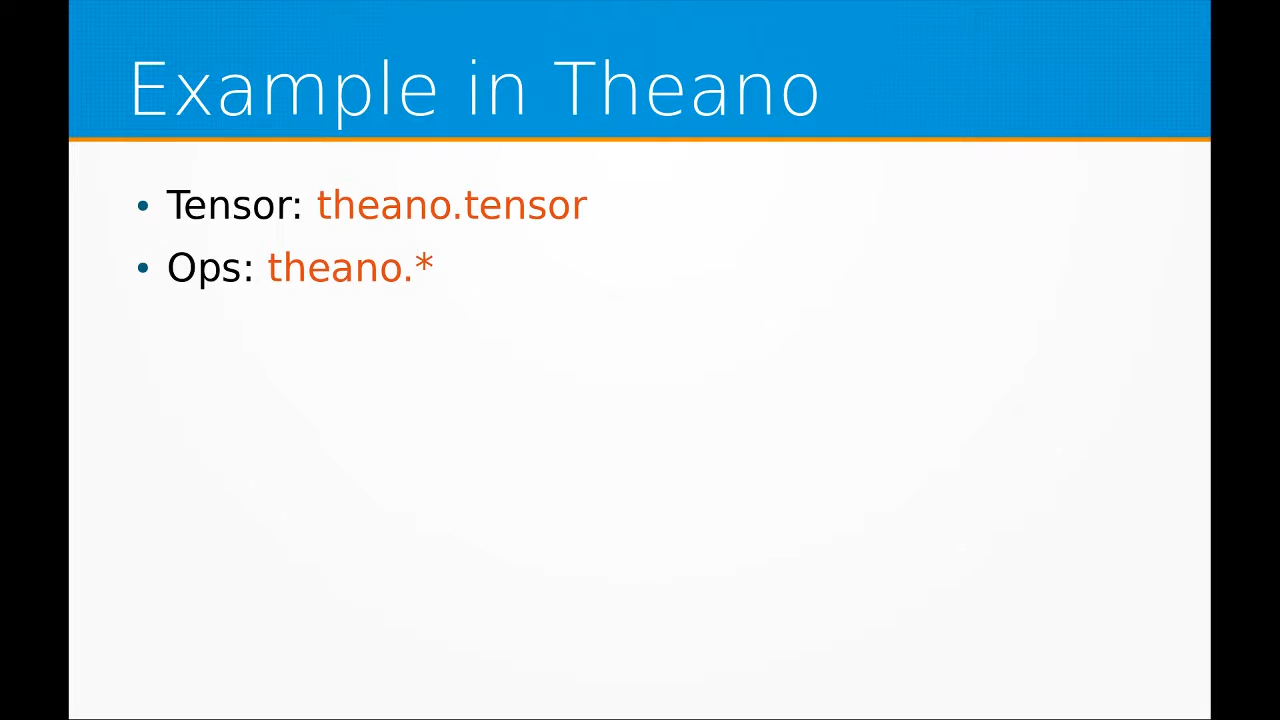 Example in Theano
• Tensor: theano.tensor
• Ops: theano.*